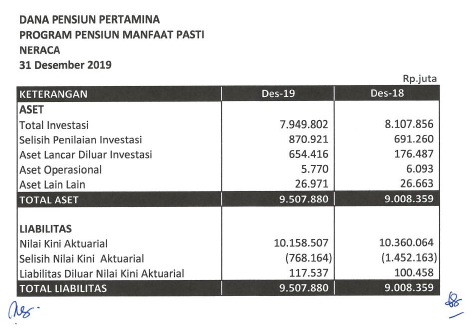 DANA PENSIUN PERTAMINA
PROGRAM PENSIUN MANFAAT PASTI
NERACA
31 Desember 2019
Rp.juta
KETERANGAN Des-19 Des-18
ASET
Total Investasi 7.949.802 8.107.856
Selisih Penilaian Investasi 870.921 691.260
Aset Lancar Diluar Investasi 654.416 176.487
Aset Operasional 5.770 6.093
Aset Lain Lain 26.971 26.663
TOTAL ASET 9.507.880 9.008.359
LIABILITAS
Nilai Kini Aktuarial 10.158.507 10.360.064
Selisih Nilai Kini Aktuarial (768.164) (1.452.163)
Liabilitas Diluar Nilai Kini Aktuarial 117.537 100.458
TOTAL LIABILITAS 9.507.880 9.008.359